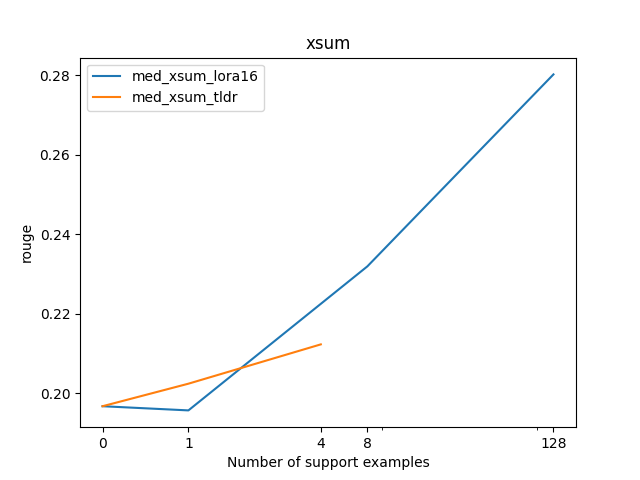 xsum
med_xsum_lora16
med_xsum_tldr
0.28
0.26
0.24
0.22
0.20
rouge
0 1 4 8 128
Number of support examples